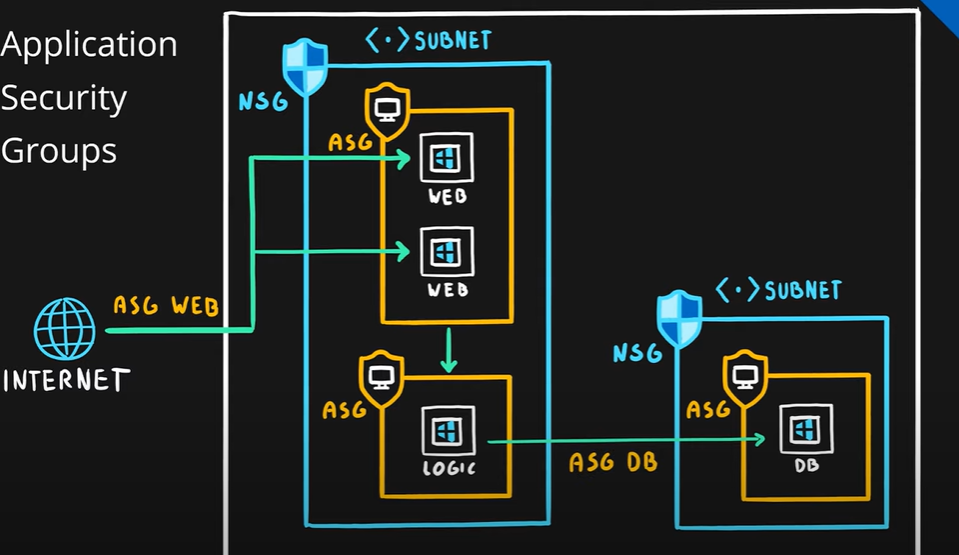 Application
Security
Groups
SUBNET
NSG
ASG
WEB
WEB
ASG WEB
INTERNET
ASG
LOGIC
ASG DB
SUBNET
NSG
ASG
DB